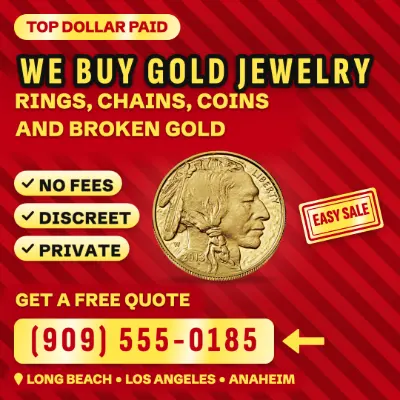 TOP DOLLAR PAID
WE BUY GOLD JEWELRY
RINGS, CHAINS, COINS
AND BROKEN GOLD
NO FEES
DISCREET
PRIVATE
LIBERTY
2013
EASY SALE
GET A FREE QUOTE
(909) 555-0185
LONG BEACH • LOS ANGELES • ANAHEIM